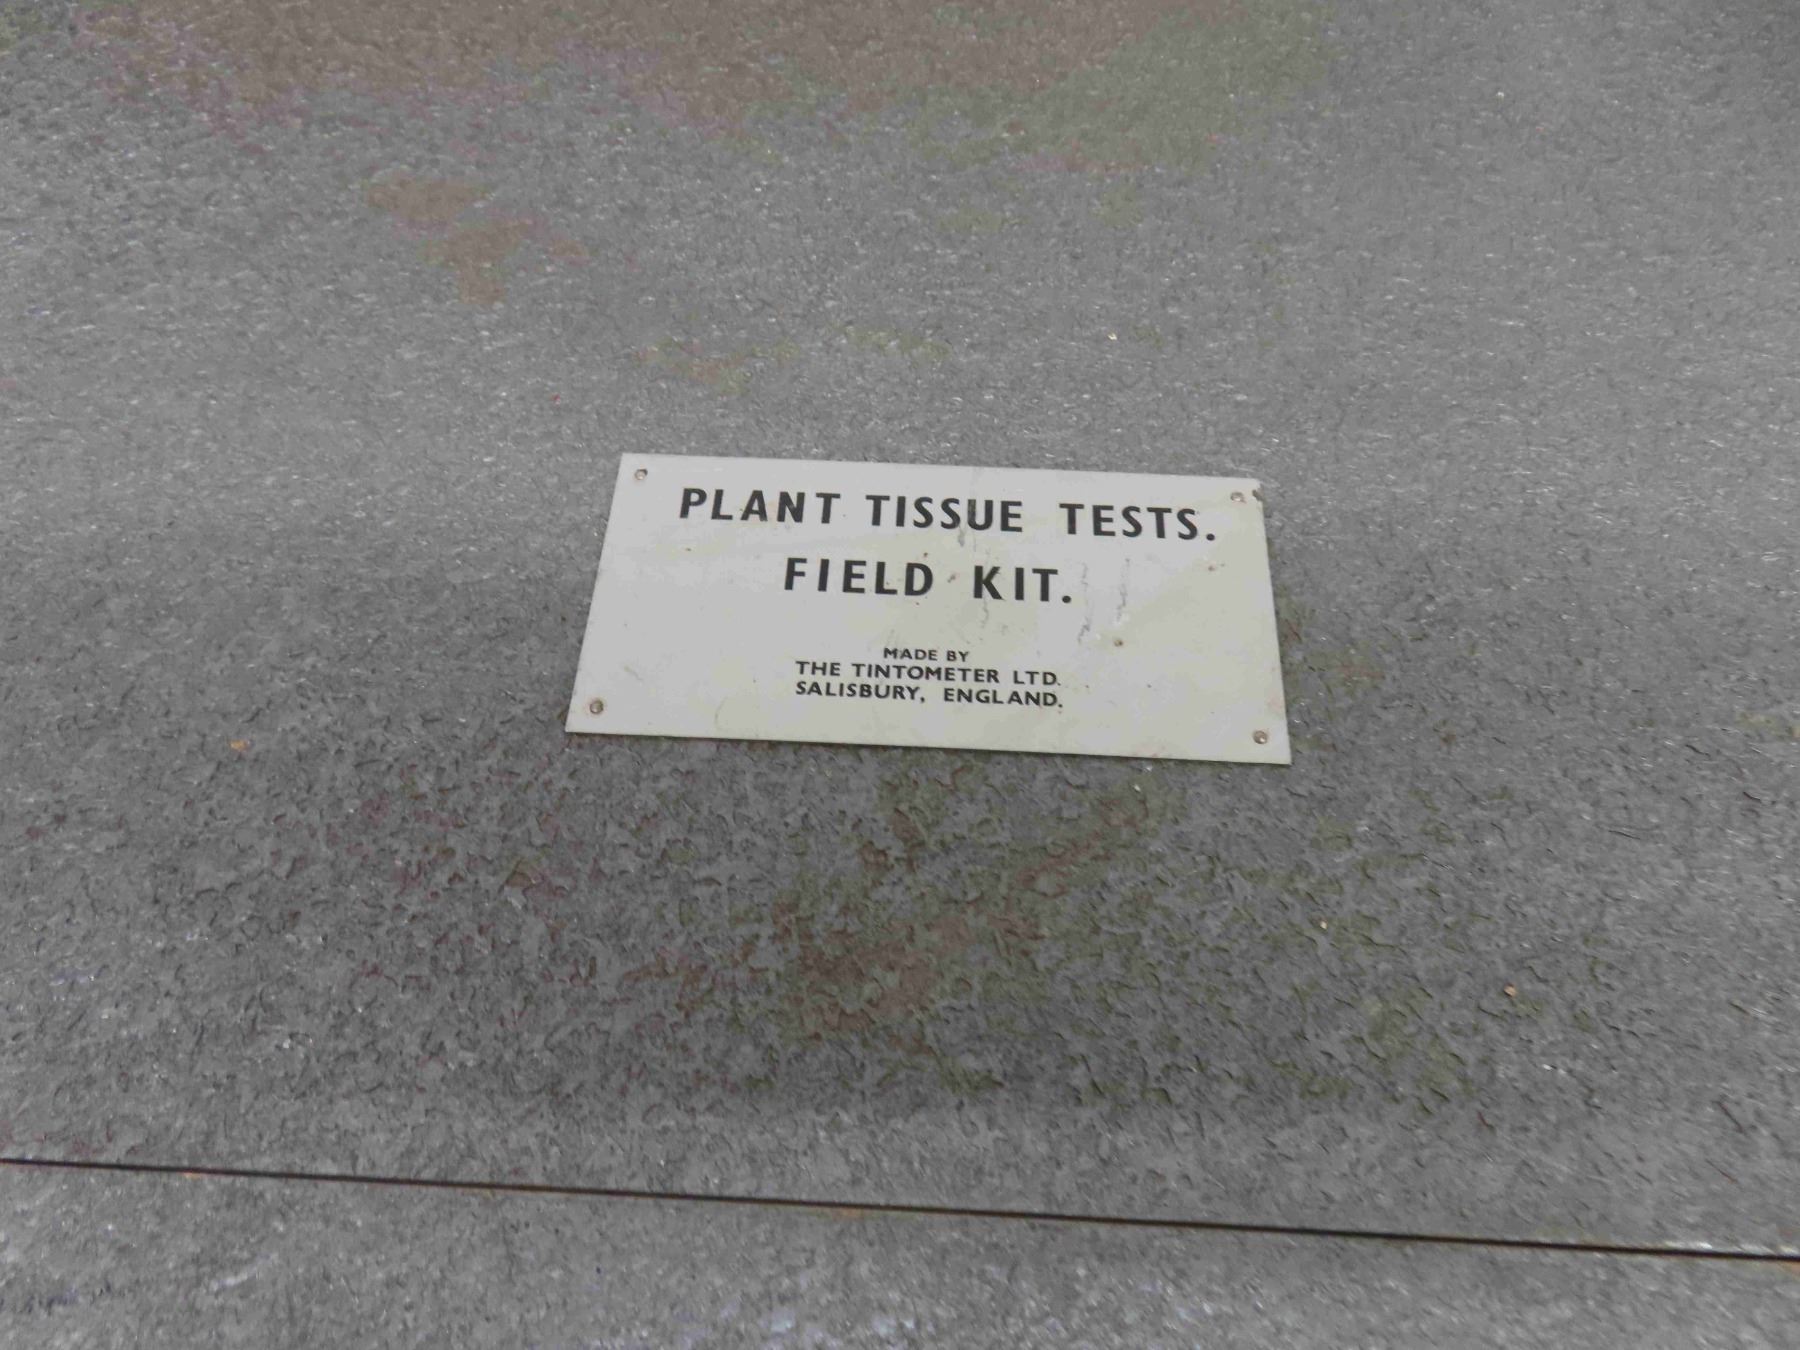 PLANT TISSUE TESTS.
FIELD KIT.
MADE BY
THE TINTOMETER LTD.
SALISBURY, ENGLAND.